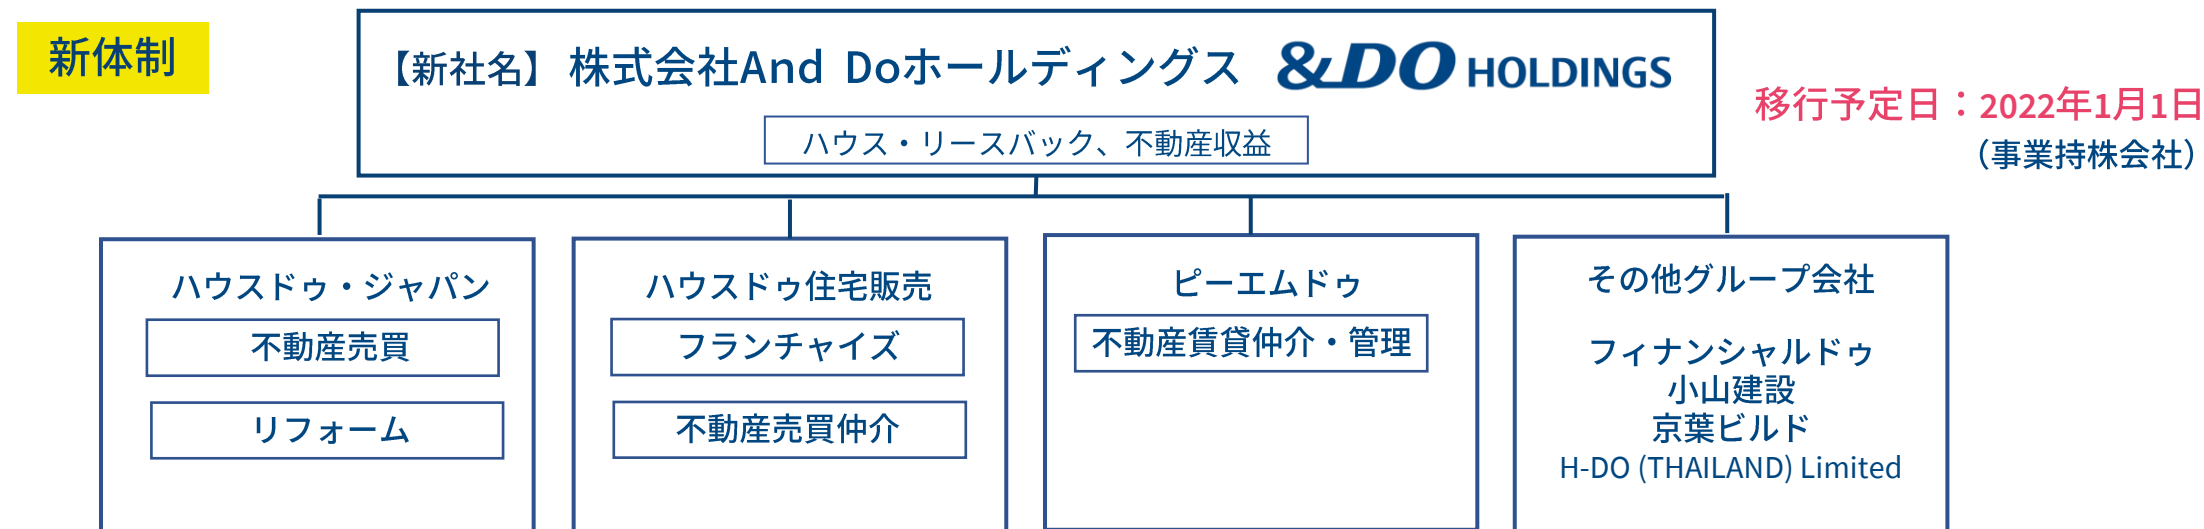 新体制
【新社名】株式会社And Doホールディングス &DO HOLDINGS
ハウス・リースバック、不動産収益
移行予定日：2022年1月1日
（事業持株会社）
ハウスドゥ・ジャパン
不動産売買
リフォーム
ハウスドゥ住宅販売
フランチャイズ
不動産売買仲介
ピーエムドゥ
不動産賃貸仲介・管理
その他グループ会社
フィナンシャルドゥ
小山建設
京葉ビルド
H-DO (THAILAND) Limited